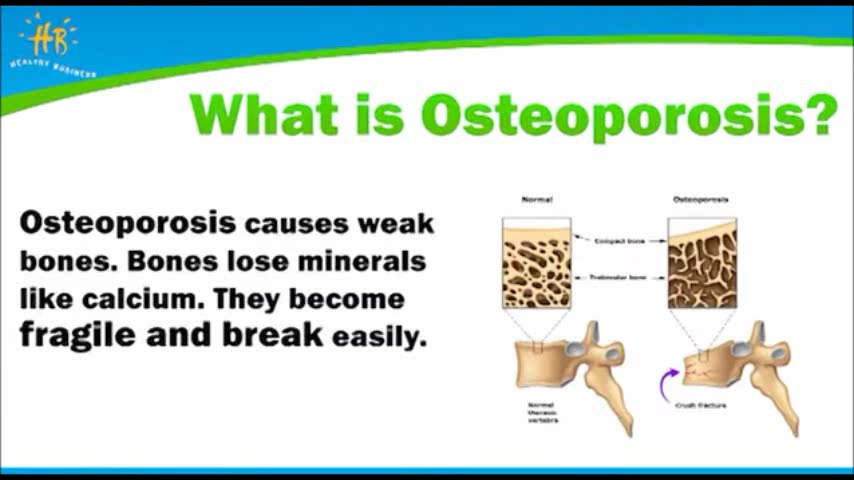 HB
HEALTHY BUSINESS
What is Osteoporosis?
Osteoporosis causes weak
bones. Bones lose minerals
like calcium. They become
fragile and break easily.
Normal
Osteoporosis
Compact bone
Trabecular bone
Normal
thoracic
vertebra
Crush fracture